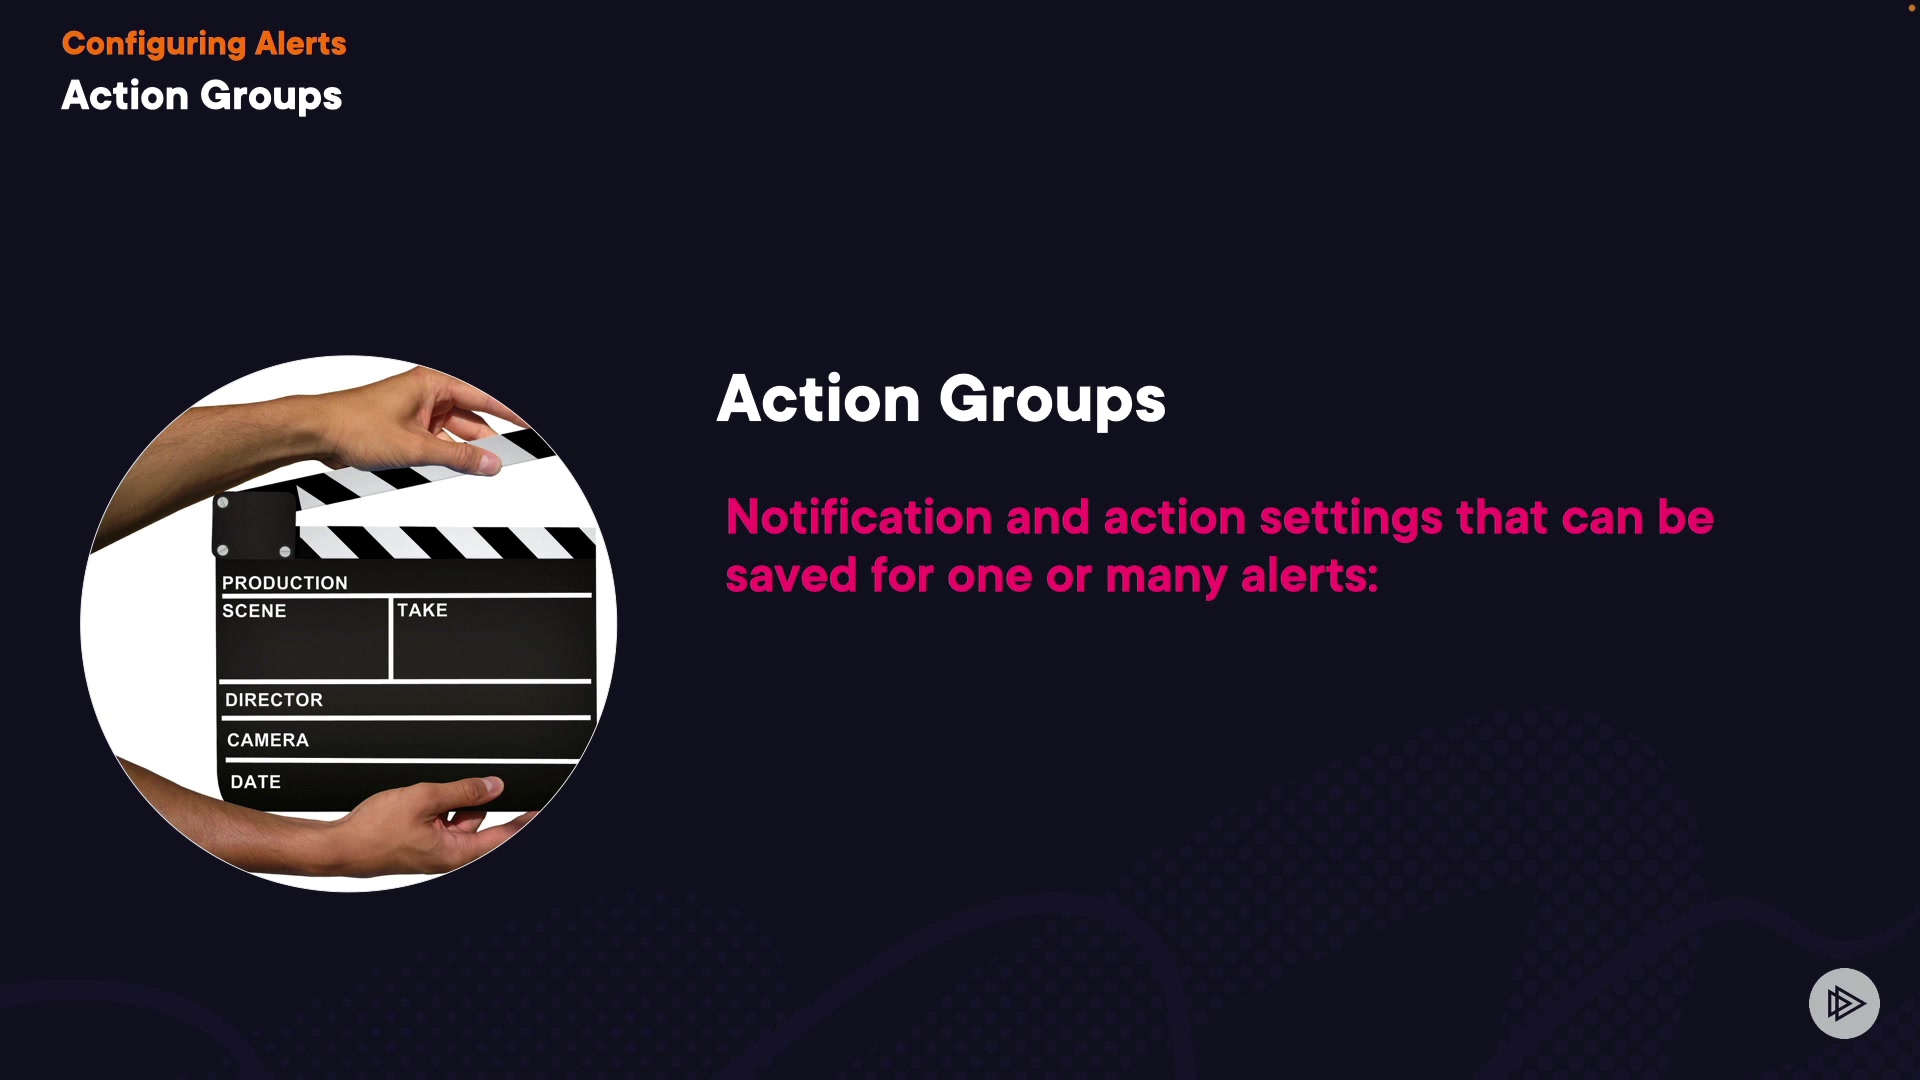 Configuring Alerts
Action Groups
Action Groups
Notification and action settings that can be
saved for one or many alerts:
PRODUCTION
SCENE
TAKE
DIRECTOR
CAMERA
DATE